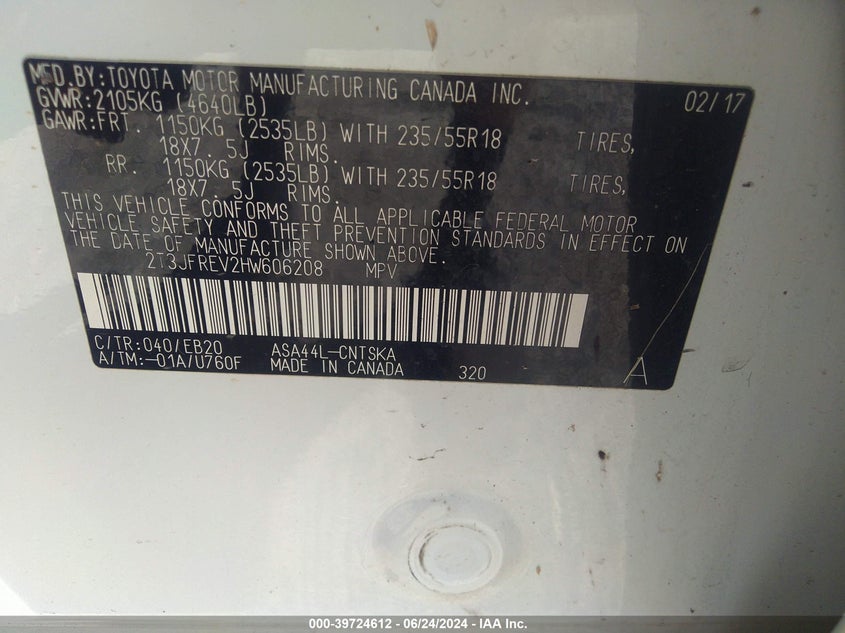 MFD.BY:TOYOTA MOTOR MANUFACTURING CANADA INC. 02/17
GVWR:2105KG (4640LB)
GAWR:FRT. 1150KG (2535LB) WITH 235/55R18 TIRES,
18X7. 5J RIMS.
RR. 1150KG (2535LB) WITH 235/55R18 TIRES,
18X7. 5J RIMS.
THIS VEHICLE CONFORMS TO ALL APPLICABLE FEDERAL MOTOR
VEHICLE SAFETY AND THEFT PREVENTION STANDARDS IN EFFECT ON
THE DATE OF MANUFACTURE SHOWN ABOVE.
2T3JFREV2HW606208 MPV
C/TR:040/EB20 ASA44L-CNTSKA
A/TM:-01A/U760F MADE IN CANADA 320 A
000-39724612 - 06/24/2024 - IAA Inc.